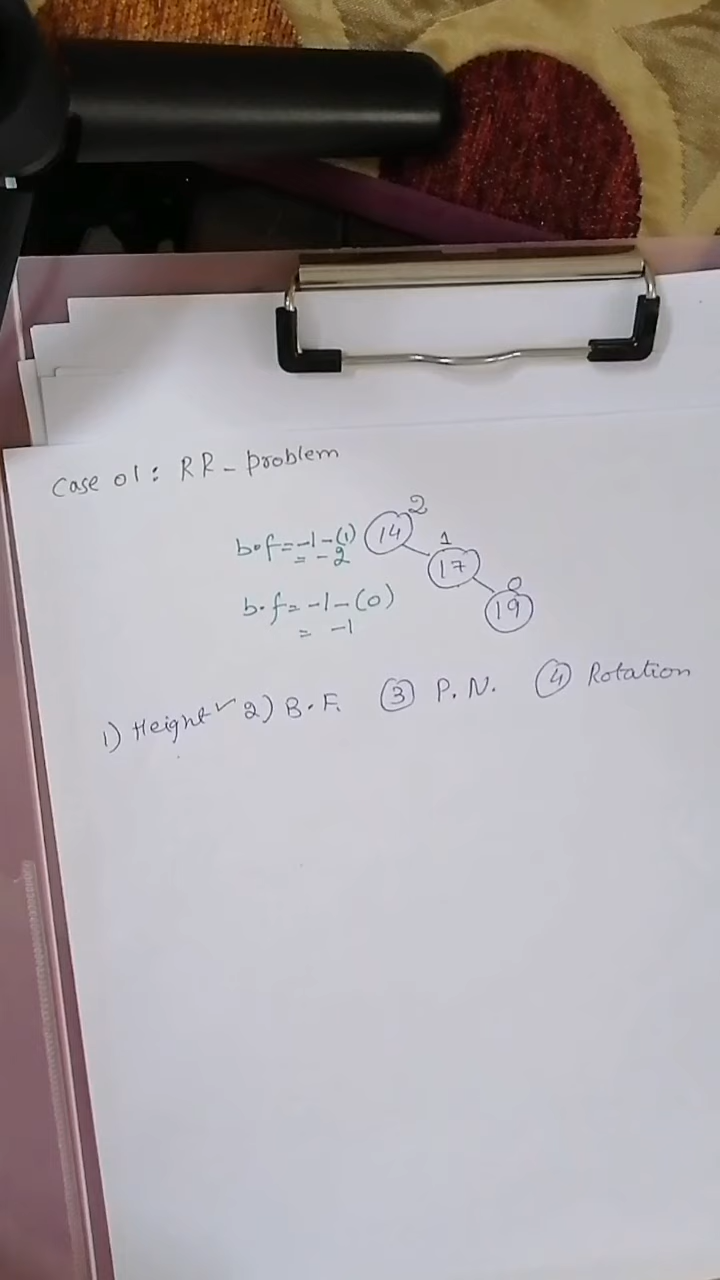 Case 01: RR - problem
2
b.f = -1 - (1) 14
= -2
1
17
b.f = -1 - (0)
= -1
0
19
1) Height ✓ 2) B.F. ③ P.N. ④ Rotation